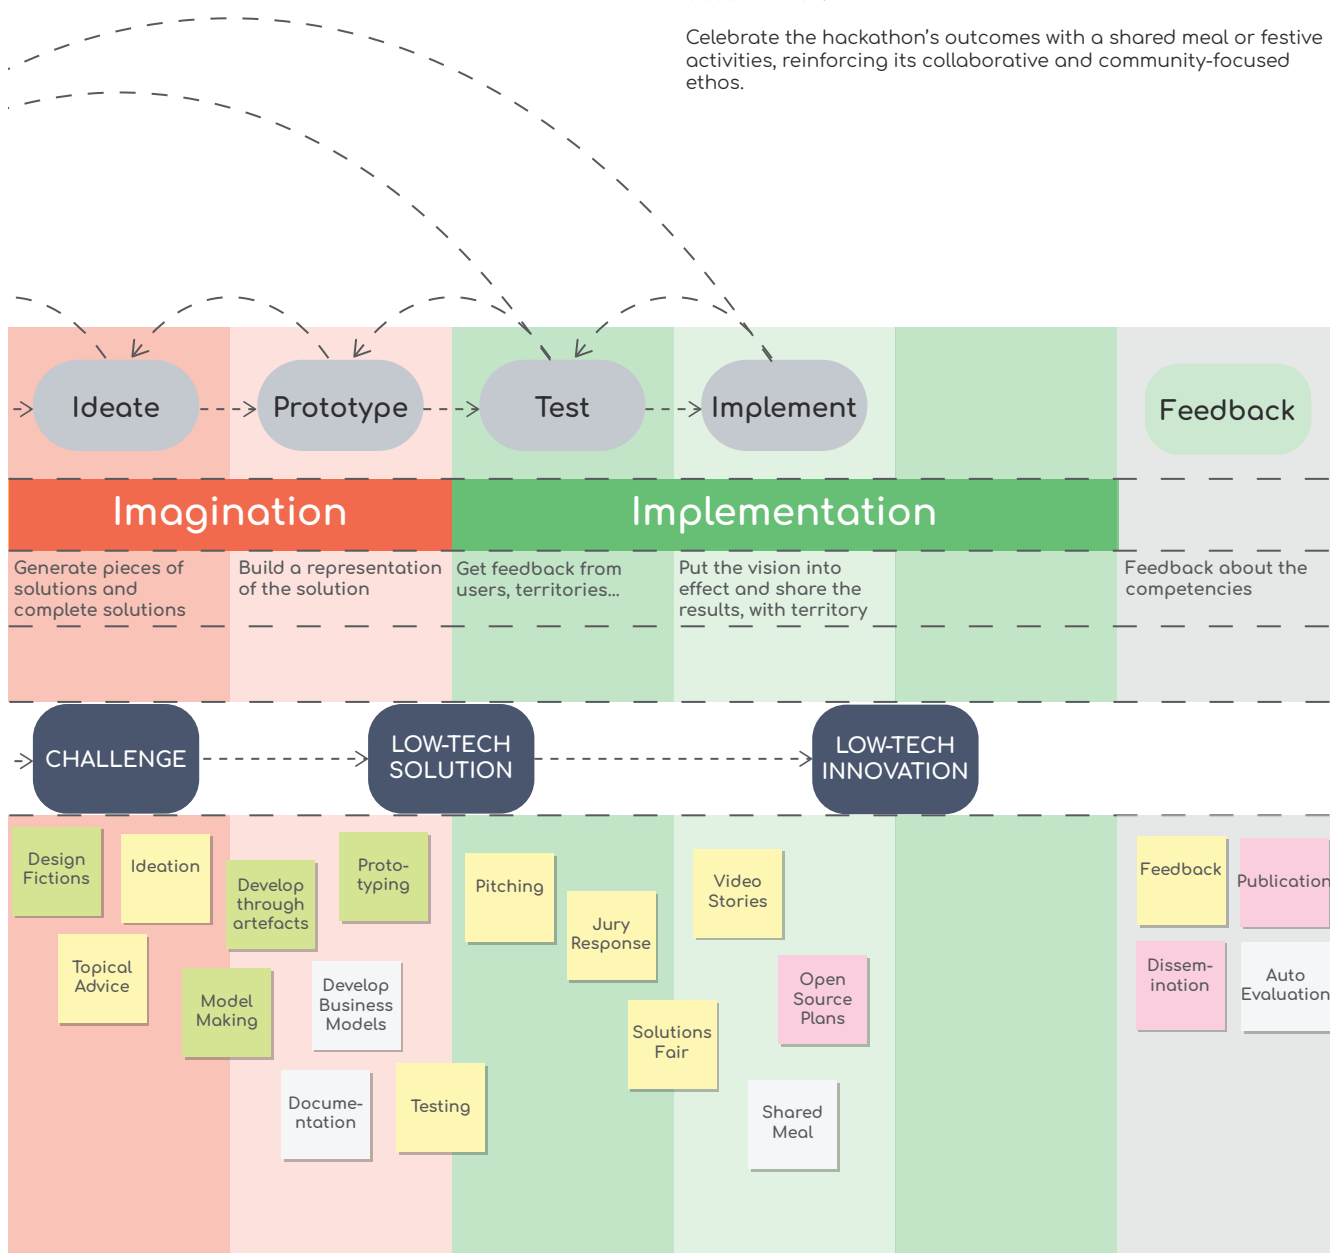 Celebrate the hackathon’s outcomes with a shared meal or festive
activities, reinforcing its collaborative and community-focused
ethos.
Ideate
Prototype
Test
Implement
Feedback
Imagination
Implementation
Generate pieces of
solutions and
complete solutions
Build a representation
of the solution
Get feedback from
users, territories...
Put the vision into
effect and share the
results, with territory
Feedback about the
competencies
CHALLENGE
LOW-TECH
SOLUTION
LOW-TECH
INNOVATION
Design
Fictions
Ideation
Develop
through
artefacts
Proto-
typing
Topical
Advice
Model
Making
Develop
Business
Models
Docume-
ntation
Testing
Pitching
Jury
Response
Solutions
Fair
Video
Stories
Open
Source
Plans
Shared
Meal
Feedback
Publication
Dissem-
ination
Auto
Evaluation